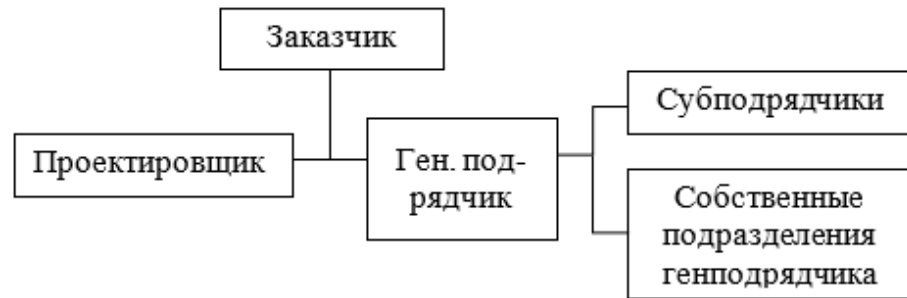 Заказчик
Проектировщик
Ген. под-
рядчик
Субподрядчики
Собственные
подразделения
генподрядчика